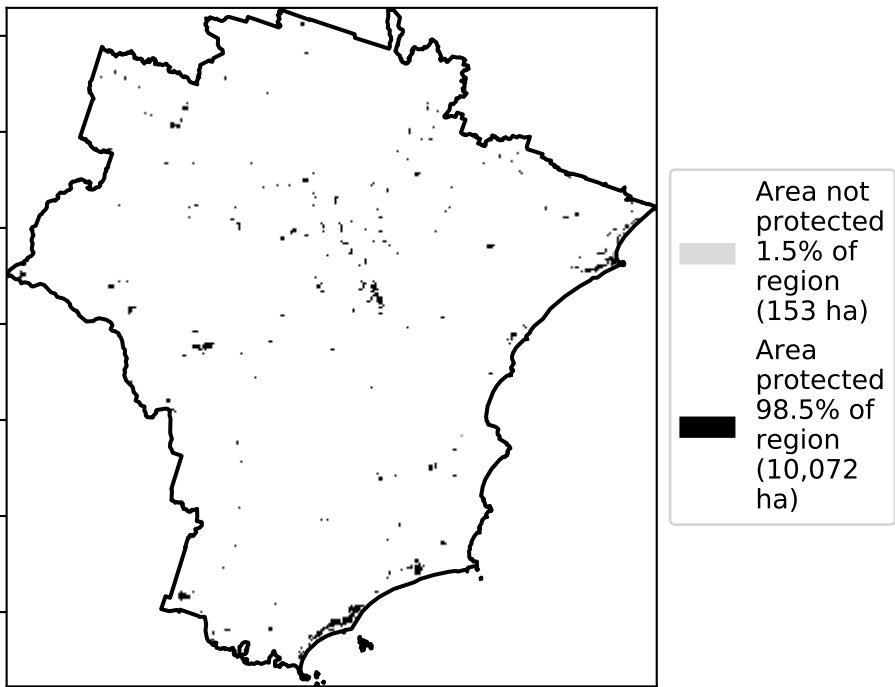 Area not
protected
1.5% of
region
(153 ha)
Area
protected
98.5% of
region
(10,072
ha)